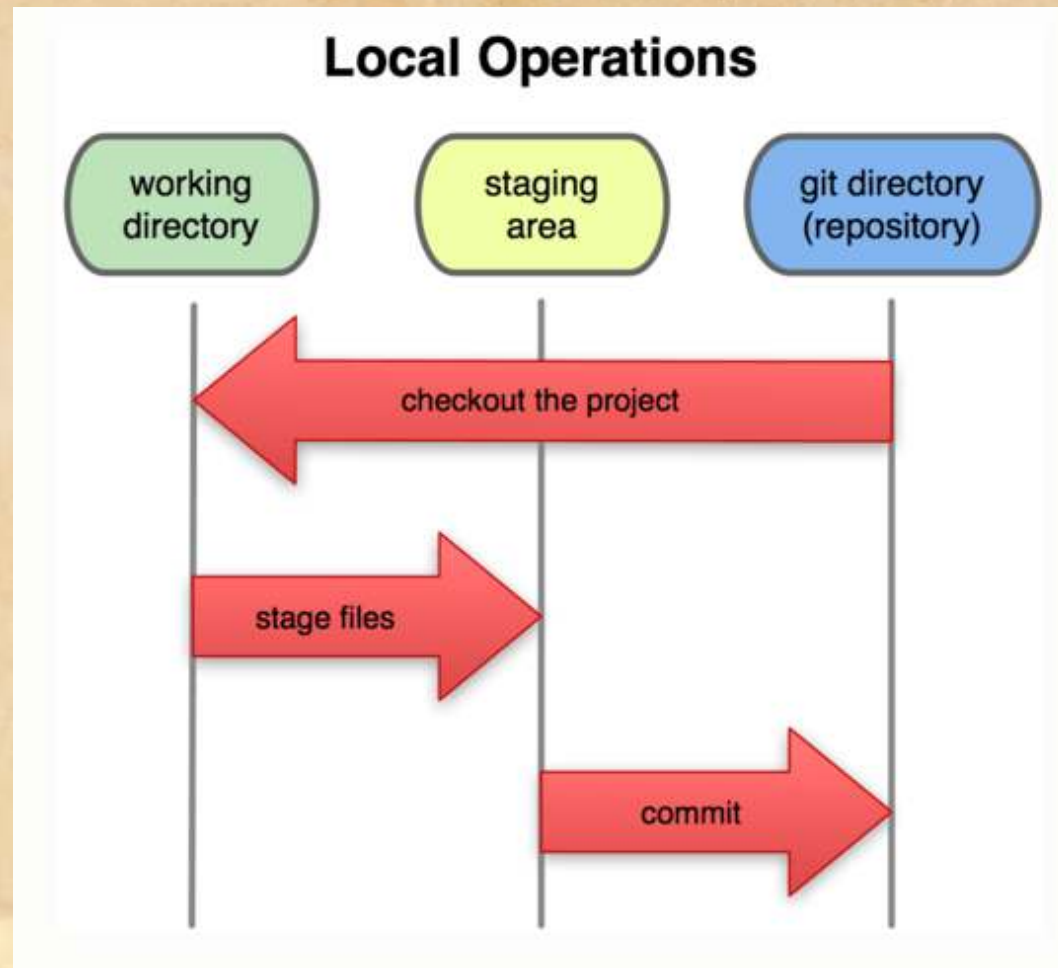 Local Operations
working
directory
staging
area
git directory
(repository)
checkout the project
stage files
commit